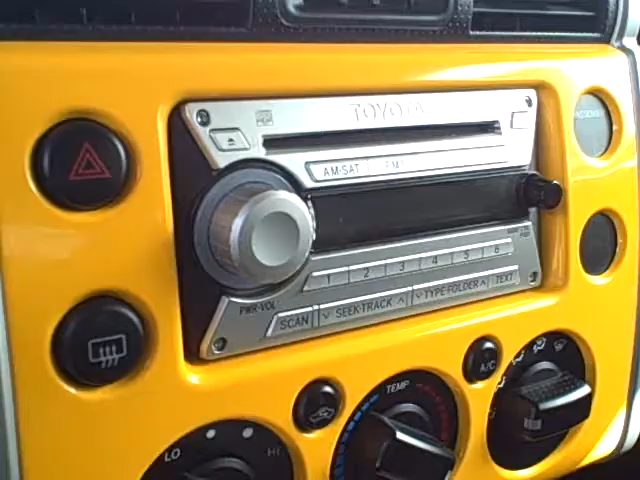 TOYOTA
AM·SAT FM
1 2 3 4 5 6
PWR·VOL
SCAN ∨ SEEK·TRACK ∧ ∨ TYPE·FOLDER ∧ TEXT
A/C
TEMP
LO HI